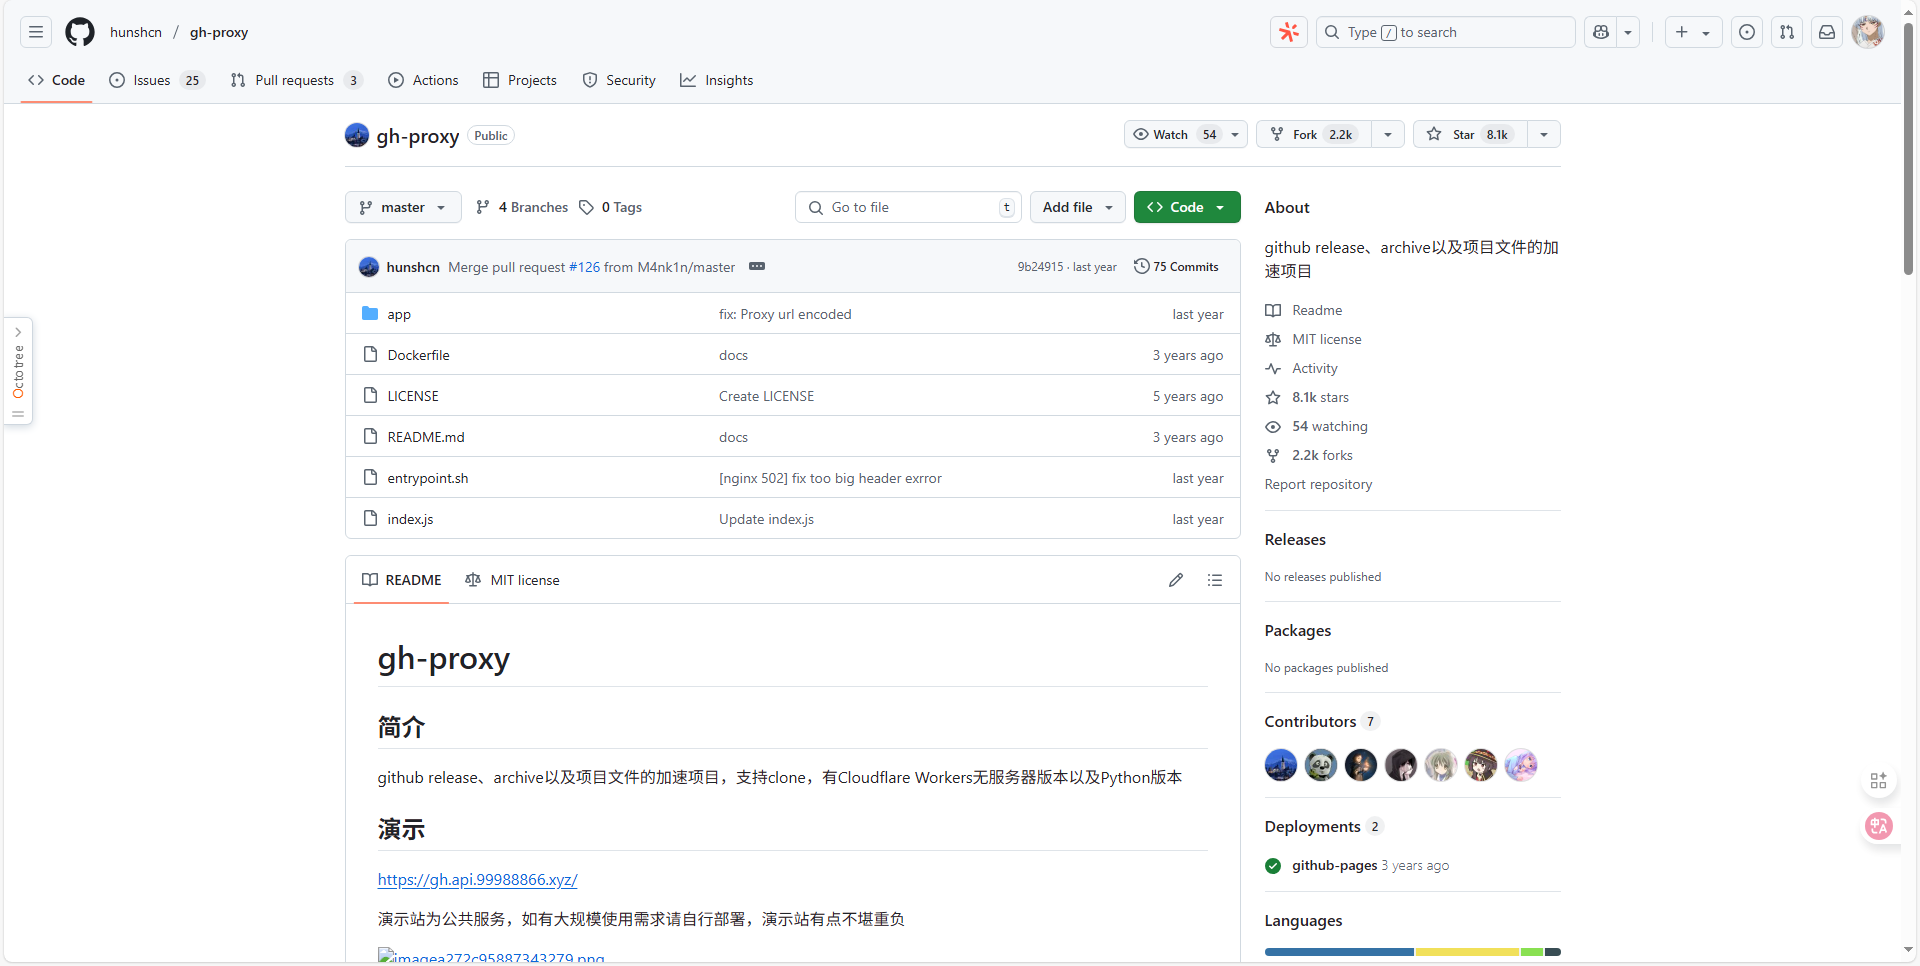 hunshcn / gh-proxy
Type / to search
Code
Issues 25
Pull requests 3
Actions
Projects
Security
Insights
gh-proxy Public
Watch 54
Fork 2.2k
Star 8.1k
master
4 Branches
0 Tags
Go to file t
Add file
Code
hunshcn Merge pull request #126 from M4nk1n/master
9b24915 · last year
75 Commits
app fix: Proxy url encoded last year
Dockerfile docs 3 years ago
LICENSE Create LICENSE 5 years ago
README.md docs 3 years ago
entrypoint.sh [nginx 502] fix too big header exrror last year
index.js Update index.js last year
README
MIT license
gh-proxy
简介
github release、archive以及项目文件的加速项目，支持clone，有Cloudflare Workers无服务器版本以及Python版本
演示
https://gh.api.99988866.xyz/
演示站为公共服务，如有大规模使用需求请自行部署，演示站有点不堪重负
imagea272c95887343279.png
About
github release、archive以及项目文件的加
速项目
Readme
MIT license
Activity
8.1k stars
54 watching
2.2k forks
Report repository
Releases
No releases published
Packages
No packages published
Contributors 7
Deployments 2
github-pages 3 years ago
Languages
Octotree
中A